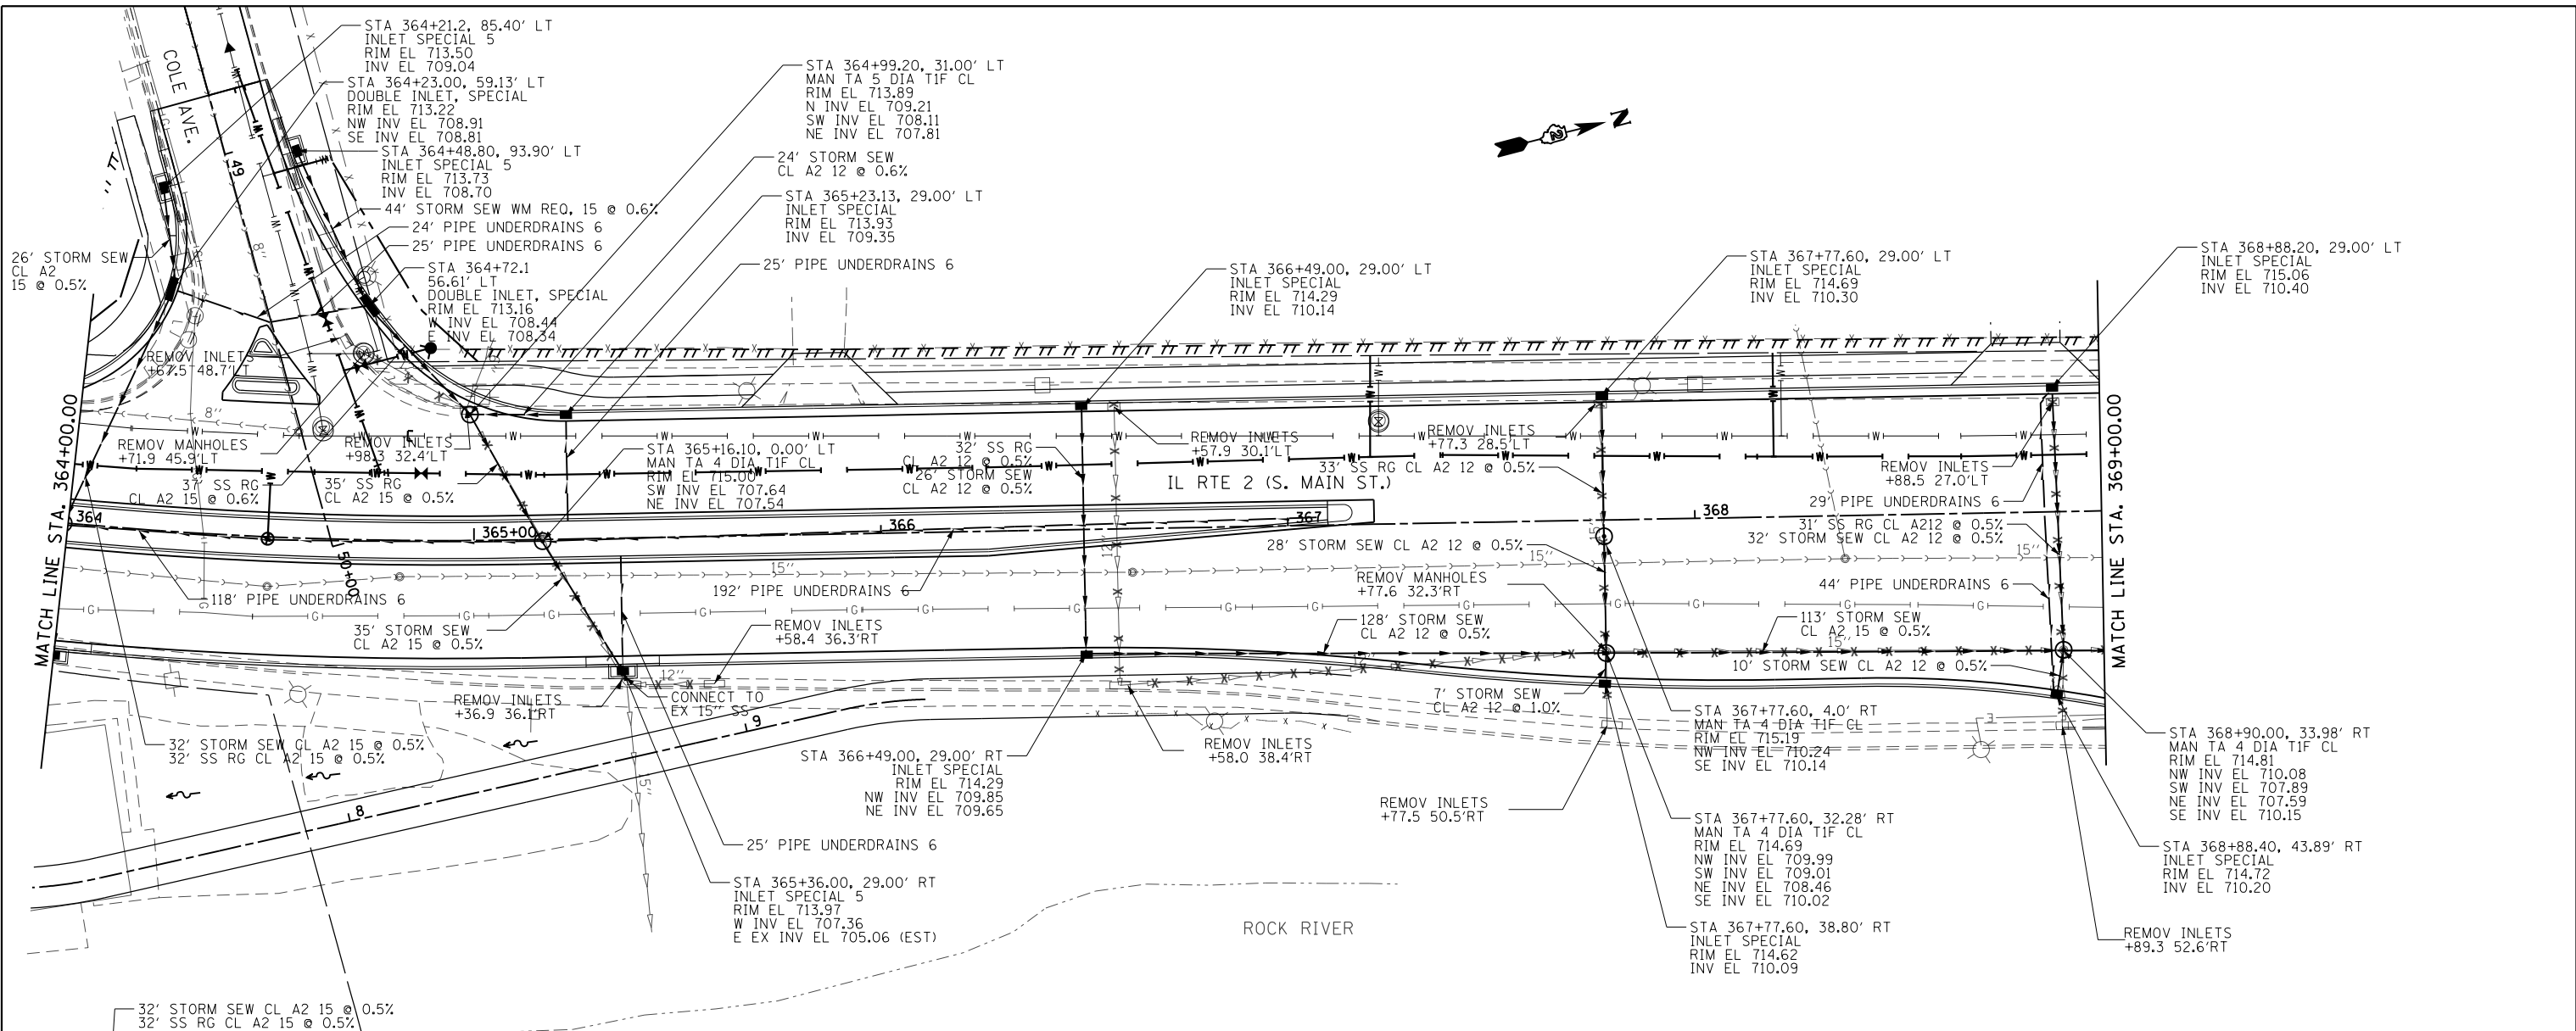 COLE AVE.
49
8"
STA 364+21.2, 85.40' LT
INLET SPECIAL 5
RIM EL 713.50
INV EL 709.04
STA 364+23.00, 59.13' LT
DOUBLE INLET, SPECIAL
RIM EL 713.22
NW INV EL 708.91
SE INV EL 708.81
STA 364+48.80, 93.90' LT
INLET SPECIAL 5
RIM EL 713.73
INV EL 708.70
44' STORM SEW WM REQ, 15 @ 0.6%
24' PIPE UNDERDRAINS 6
25' PIPE UNDERDRAINS 6
STA 364+72.1
56.61' LT
DOUBLE INLET, SPECIAL
RIM EL 713.16
W INV EL 708.44
E INV EL 708.34
26' STORM SEW
CL A2
15 @ 0.5%
STA 364+99.20, 31.00' LT
MAN TA 5 DIA T1F CL
RIM EL 713.89
N INV EL 709.21
SW INV EL 708.11
NE INV EL 707.81
24' STORM SEW
CL A2 12 @ 0.6%
STA 365+23.13, 29.00' LT
INLET SPECIAL
RIM EL 713.93
INV EL 709.35
25' PIPE UNDERDRAINS 6
N
STA 366+49.00, 29.00' LT
INLET SPECIAL
RIM EL 714.29
INV EL 710.14
STA 367+77.60, 29.00' LT
INLET SPECIAL
RIM EL 714.69
INV EL 710.30
STA 368+88.20, 29.00' LT
INLET SPECIAL
RIM EL 715.06
INV EL 710.40
REMOV INLETS
+67.5 48.7'LT
8"
REMOV MANHOLES
+71.9 45.9'LT
REMOV INLETS
+98.3 32.4'LT
37' SS RG
CL A2 15 @ 0.6%
35' SS RG
CL A2 15 @ 0.5%
STA 365+16.10, 0.00' LT
MAN TA 4 DIA T1F CL
RIM EL 715.00
SW INV EL 707.64
NE INV EL 707.54
32' SS RG
CL A2 12 @ 0.5%
26' STORM SEW
CL A2 12 @ 0.5%
REMOV INLETS
+57.9 30.1'LT
REMOV INLETS
+77.3 28.5'LT
33' SS RG CL A2 12 @ 0.5%
IL RTE 2 (S. MAIN ST.)
REMOV INLETS
+88.5 27.0'LT
29' PIPE UNDERDRAINS 6
31' SS RG CL A212 @ 0.5%
32' STORM SEW CL A2 12 @ 0.5%
MATCH LINE STA. 364+00.00
MATCH LINE STA. 369+00.00
364
365+00
366
367
368
50+00
15"
12"
15"
15"
28' STORM SEW CL A2 12 @ 0.5%
118' PIPE UNDERDRAINS 6
192' PIPE UNDERDRAINS 6
REMOV MANHOLES
+77.6 32.3'RT
44' PIPE UNDERDRAINS 6
35' STORM SEW
CL A2 15 @ 0.5%
REMOV INLETS
+58.4 36.3'RT
128' STORM SEW
CL A2 12 @ 0.5%
113' STORM SEW
CL A2 15 @ 0.5%
15"
10' STORM SEW CL A2 12 @ 0.5%
12"
12"
REMOV INLETS
+36.9 36.1'RT
CONNECT TO
EX 15" SS
7' STORM SEW
CL A2 12 @ 1.0%
9
8
32' STORM SEW CL A2 15 @ 0.5%
32' SS RG CL A2 15 @ 0.5%
STA 366+49.00, 29.00' RT
INLET SPECIAL
RIM EL 714.29
NW INV EL 709.85
NE INV EL 709.65
REMOV INLETS
+58.0 38.4'RT
STA 367+77.60, 4.0' RT
MAN TA 4 DIA T1F CL
RIM EL 715.19
NW INV EL 710.24
SE INV EL 710.14
STA 368+90.00, 33.98' RT
MAN TA 4 DIA T1F CL
RIM EL 714.81
NW INV EL 710.08
SW INV EL 707.89
NE INV EL 707.59
SE INV EL 710.15
REMOV INLETS
+77.5 50.5'RT
STA 367+77.60, 32.28' RT
MAN TA 4 DIA T1F CL
RIM EL 714.69
NW INV EL 709.99
SW INV EL 709.01
NE INV EL 708.46
SE INV EL 710.02
25' PIPE UNDERDRAINS 6
STA 368+88.40, 43.89' RT
INLET SPECIAL
RIM EL 714.72
INV EL 710.20
STA 365+36.00, 29.00' RT
INLET SPECIAL 5
RIM EL 713.97
W INV EL 707.36
E EX INV EL 705.06 (EST)
ROCK RIVER
STA 367+77.60, 38.80' RT
INLET SPECIAL
RIM EL 714.62
INV EL 710.09
REMOV INLETS
+89.3 52.6'RT
32' STORM SEW CL A2 15 @ 0.5%
32' SS RG CL A2 15 @ 0.5%